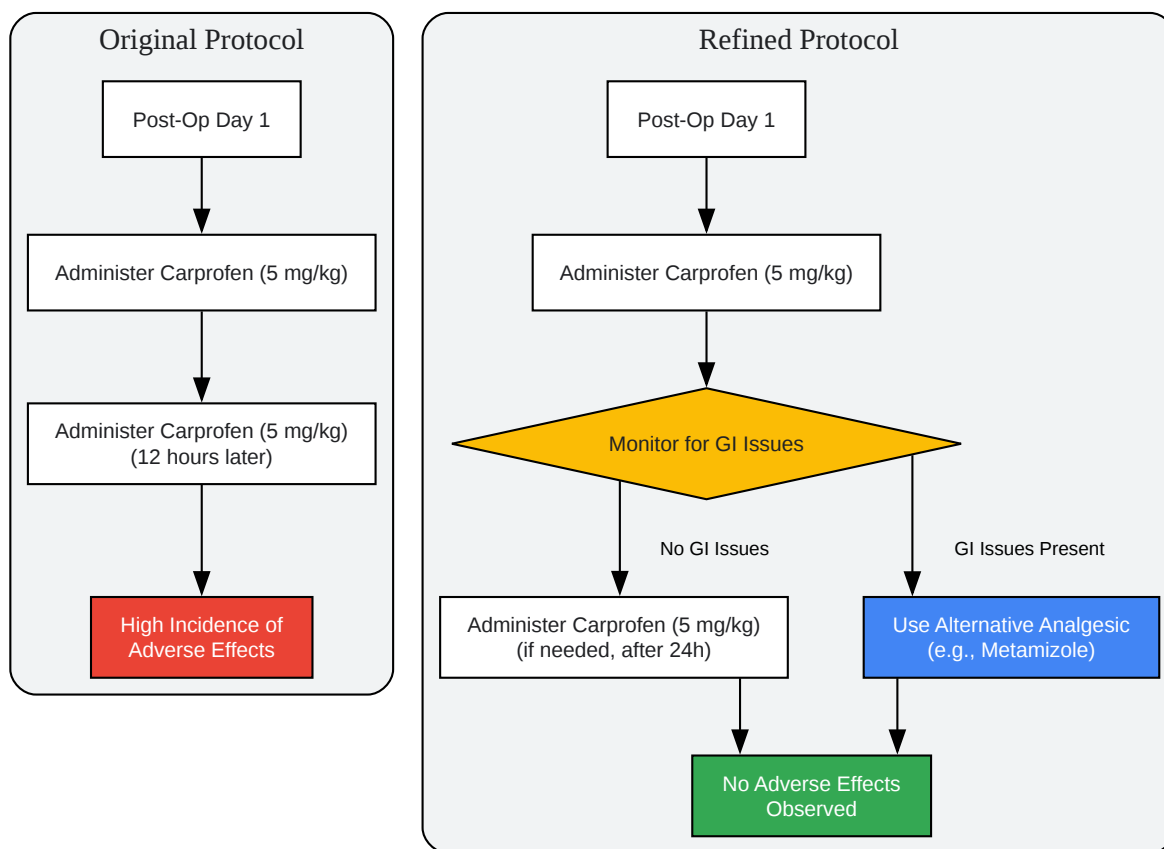 Original Protocol
Post-Op Day 1
Administer Carprofen (5 mg/kg)
Administer Carprofen (5 mg/kg)
(12 hours later)
High Incidence of
Adverse Effects
Refined Protocol
Post-Op Day 1
Administer Carprofen (5 mg/kg)
Monitor for GI Issues
No GI Issues
GI Issues Present
Administer Carprofen (5 mg/kg)
(if needed, after 24h)
Use Alternative Analgesic
(e.g., Metamizole)
No Adverse Effects
Observed